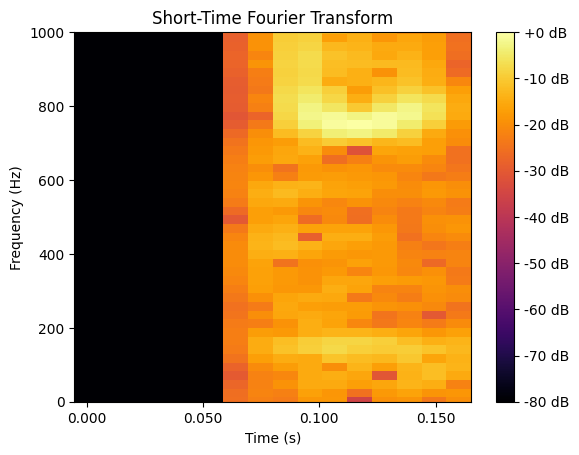 Short-Time Fourier Transform
1000
800
600
400
200
0
Frequency (Hz)
0.000
0.050
0.100
0.150
Time (s)
+0 dB
-10 dB
-20 dB
-30 dB
-40 dB
-50 dB
-60 dB
-70 dB
-80 dB